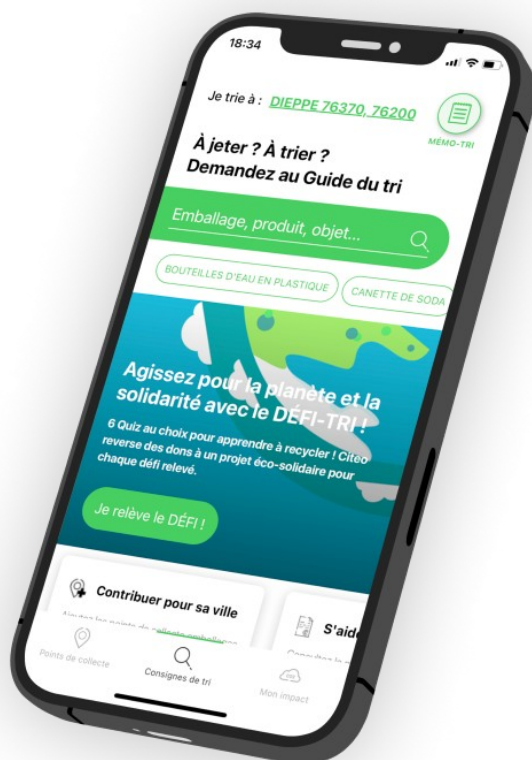 18:34
Je trie à : DIEPPE 76370, 76200
MÉMO-TRI
À jeter ? À trier ?
Demandez au Guide du tri
Emballage, produit, objet...
BOUTEILLES D'EAU EN PLASTIQUE
CANETTE DE SODA
Agissez pour la planète et la
solidarité avec le DÉFI-TRI !
6 Quiz au choix pour apprendre à recycler ! Citeo
reverse des dons à un projet éco-solidaire pour
chaque défi relevé.
Je relève le DÉFI !
Contribuer pour sa ville
S'aide
Points de collecte
Consignes de tri
Mon impact